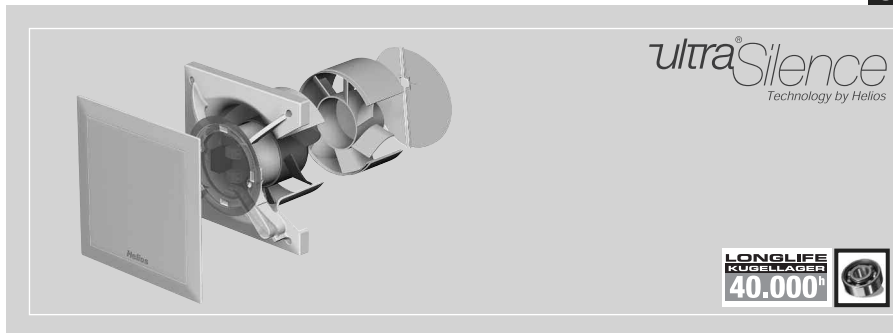 ultra®Silence
Technology by Helios
Helios
LONGLIFE
KUGELLAGER
40.000h